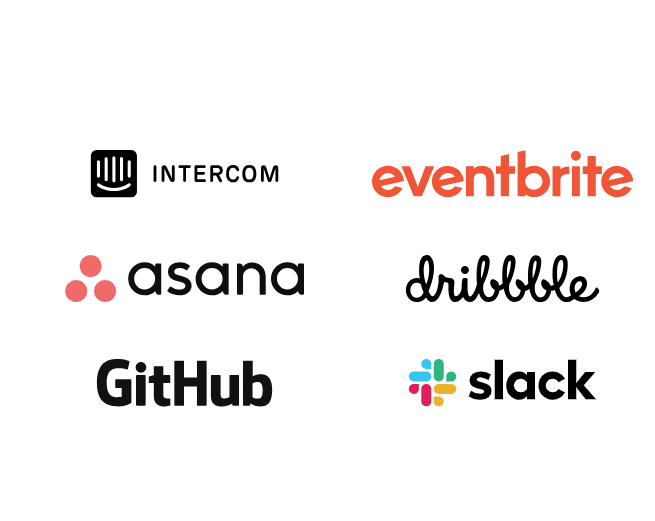 INTERCOM
eventbrite
asana
dribbble
GitHub
slack